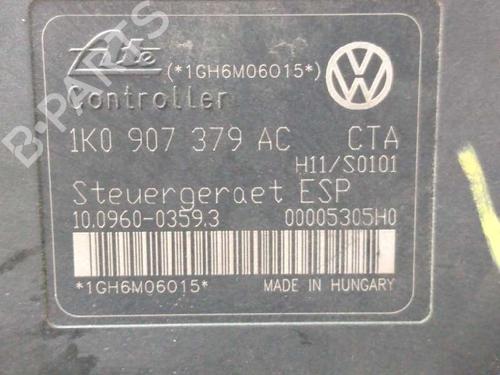 Ate
(*1GH6M06015*)
Controller
1K0 907 379 AC CTA
H11/S0101
Steuergeraet ESP
10.0960-0359.3 00005305H0
*1GH6M06015* MADE IN HUNGARY
B-PARTS